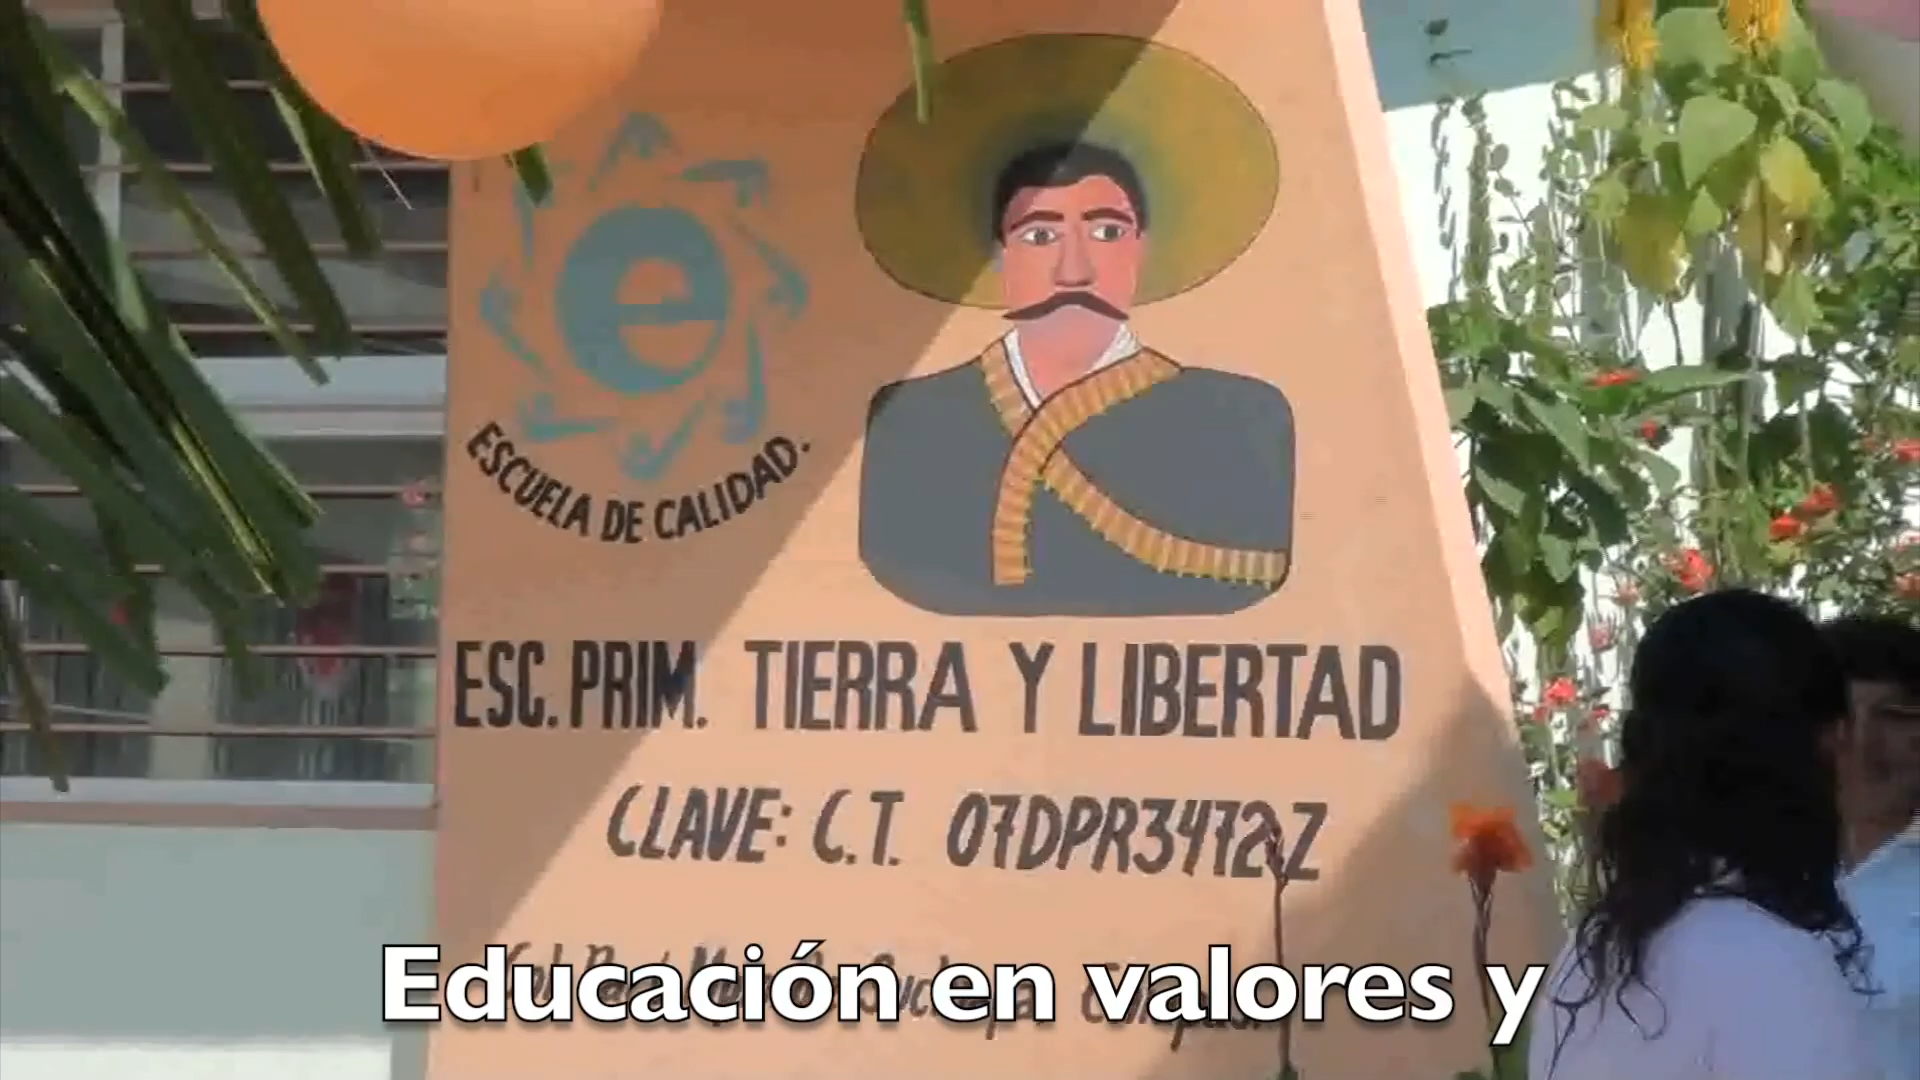 e
ESCUELA DE CALIDAD.
ESC. PRIM. TIERRA Y LIBERTAD
CLAVE: C.T. 07DPR3472Z
Educación en valores y